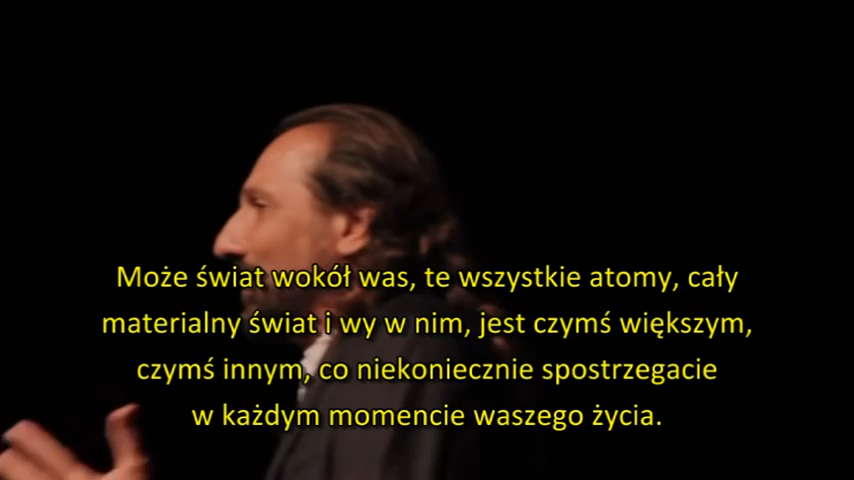 Może świat wokół was, te wszystkie atomy, cały
materialny świat i wy w nim, jest czymś większym,
czymś innym, co niekoniecznie spostrzegacie
w każdym momencie waszego życia.